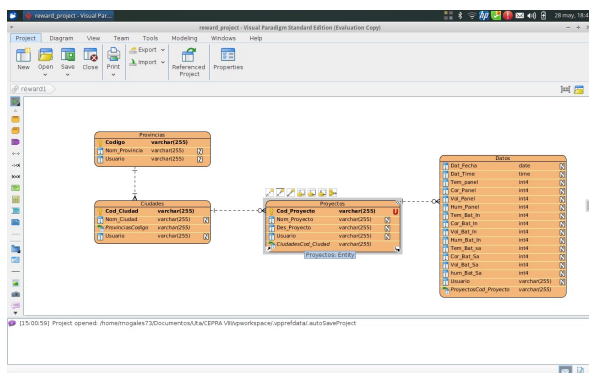 reward_project - Visual Par...
28 may, 18:4
reward_project - Visual Paradigm Standard Edition (Evaluation Copy)
Project Diagram View Team Tools Modeling Windows Help
New Open Save Close Print
Export
Import
Referenced Project
Properties
reward1
Provincias
Codigo varchar(255)
Nom_Provincia varchar(255) N
Usuario varchar(255) N
Ciudades
Cod_Ciudad varchar(255)
Nom_Ciudad varchar(255) N
ProvinciasCodigo varchar(255)
Usuario varchar(255) N
Proyectos
Cod_Proyecto varchar(255) U
Nom_Proyecto varchar(255) N
Des_Proyecto varchar(255) N
Usuario varchar(255) N
CiudadesCod_Ciudad varchar(255)
Proyectos: Entity
Datos
Dat_Fecha date N
Dat_Time time N
Tem_panel int4 N
Cor_Panel int4 N
Vol_Panel int4 N
Hum_Panel int4 N
Tem_Bat_In int4 N
Cor_Bat_In int4 N
Vol_Bat_In int4 N
Hum_Bat_In int4 N
Tem_Bat_sa int4 N
Cor_Bat_Sa int4 N
Vol_Bat_Sa int4 N
hum_Bat_Sa int4 N
Usuario varchar(255) N
ProyectosCod_Proyecto varchar(255)
[15:00:59] Project opened: /home/mogales73/Documentos/Uta/CEPRA VIII/vpworkspace/.vpprefdata/.autoSaveProject